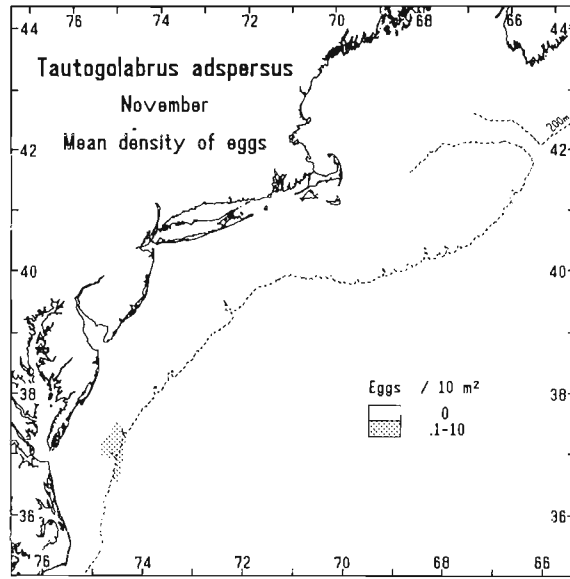 76 74 72 70 68 66
44 44
Tautogolabrus adspersus
November
Mean density of eggs
200m
42 42
40 40
38 38
Eggs / 10 m²
0
.1-10
36 36
76 74 72 70 68 66